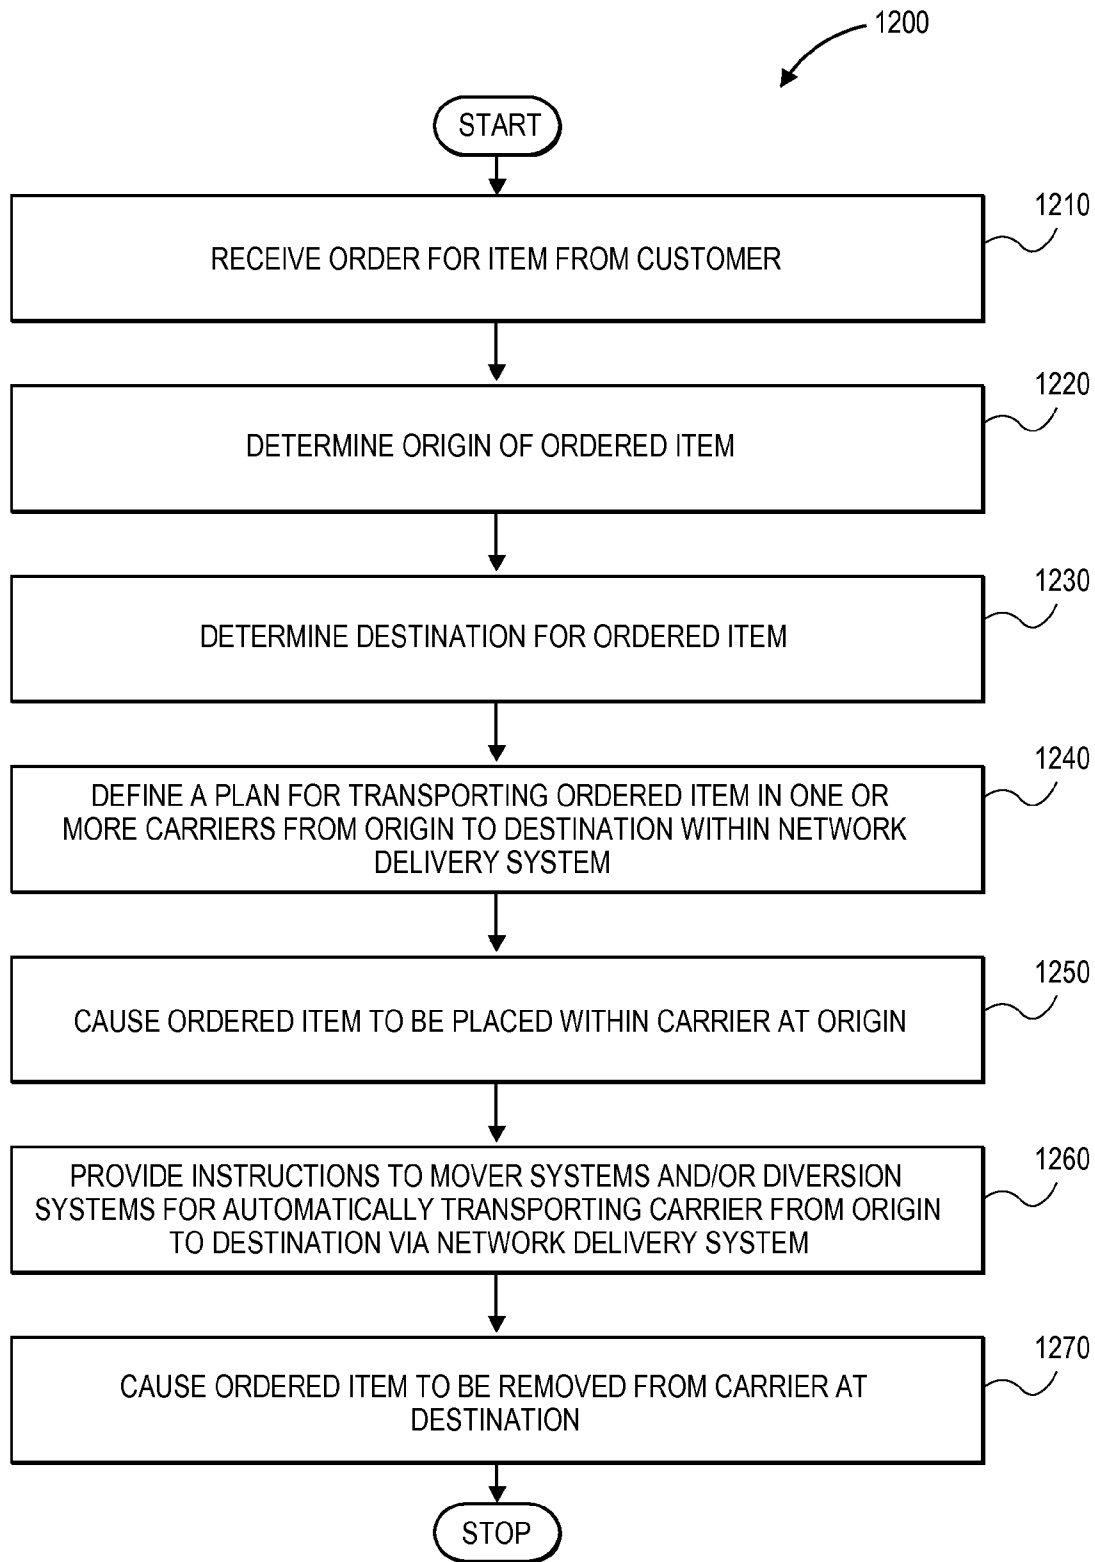 1200
START
1210
RECEIVE ORDER FOR ITEM FROM CUSTOMER
1220
DETERMINE ORIGIN OF ORDERED ITEM
1230
DETERMINE DESTINATION FOR ORDERED ITEM
1240
DEFINE A PLAN FOR TRANSPORTING ORDERED ITEM IN ONE OR
MORE CARRIERS FROM ORIGIN TO DESTINATION WITHIN NETWORK
DELIVERY SYSTEM
1250
CAUSE ORDERED ITEM TO BE PLACED WITHIN CARRIER AT ORIGIN
1260
PROVIDE INSTRUCTIONS TO MOVER SYSTEMS AND/OR DIVERSION
SYSTEMS FOR AUTOMATICALLY TRANSPORTING CARRIER FROM ORIGIN
TO DESTINATION VIA NETWORK DELIVERY SYSTEM
1270
CAUSE ORDERED ITEM TO BE REMOVED FROM CARRIER AT
DESTINATION
STOP